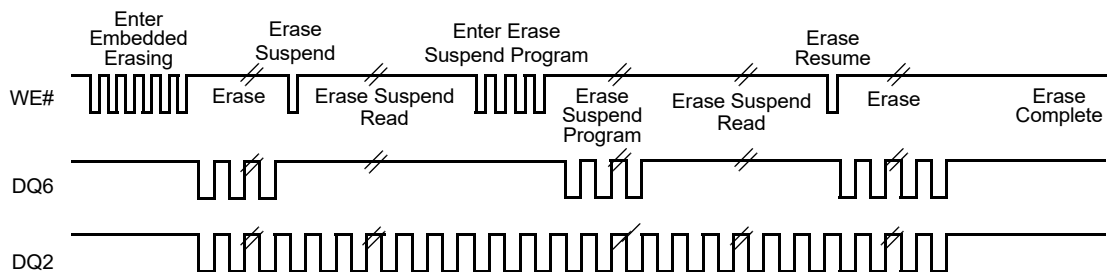 Enter
Embedded
Erasing
Erase
Suspend
Enter Erase
Suspend Program
Erase
Resume
WE#
Erase
Erase Suspend
Read
Erase
Suspend
Program
Erase Suspend
Read
Erase
Erase
Complete
DQ6
DQ2